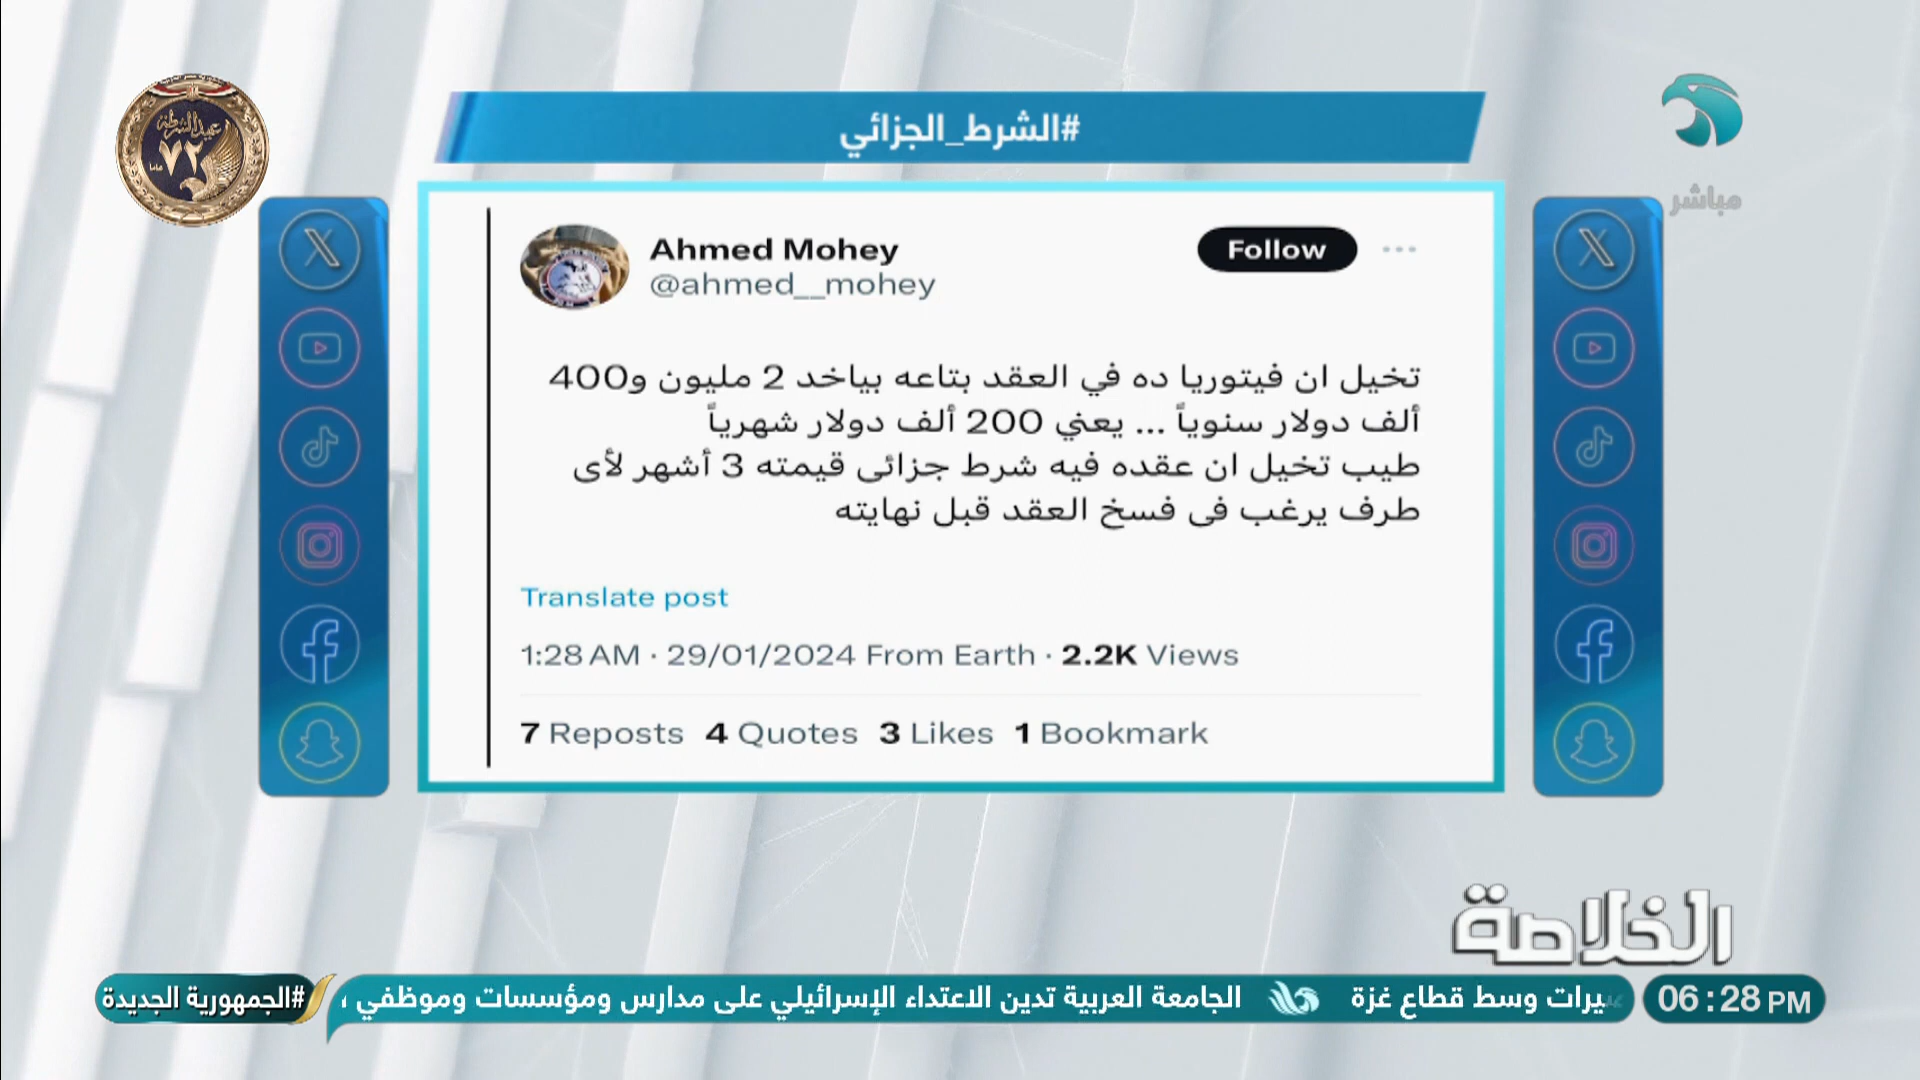 عيد الشرطة
٧٢
عاما
#الشرط_الجزائي
مباشر
Ahmed Mohey
@ahmed__mohey
Follow
تخيل ان فيتوريا ده في العقد بتاعه بياخد 2 مليون و400
ألف دولار سنوياً ... يعني 200 ألف دولار شهرياً
طيب تخيل ان عقده فيه شرط جزائى قيمته 3 أشهر لأى
طرف يرغب فى فسخ العقد قبل نهايته
Translate post
1:28 AM · 29/01/2024 From Earth · 2.2K Views
7 Reposts 4 Quotes 3 Likes 1 Bookmark
الخلاصة
06:28 PM
وسط قطاع غزة
الجامعة العربية تدين الاعتداء الإسرائيلي على مدارس ومؤسسات وموظفي
#الجمهورية الجديدة